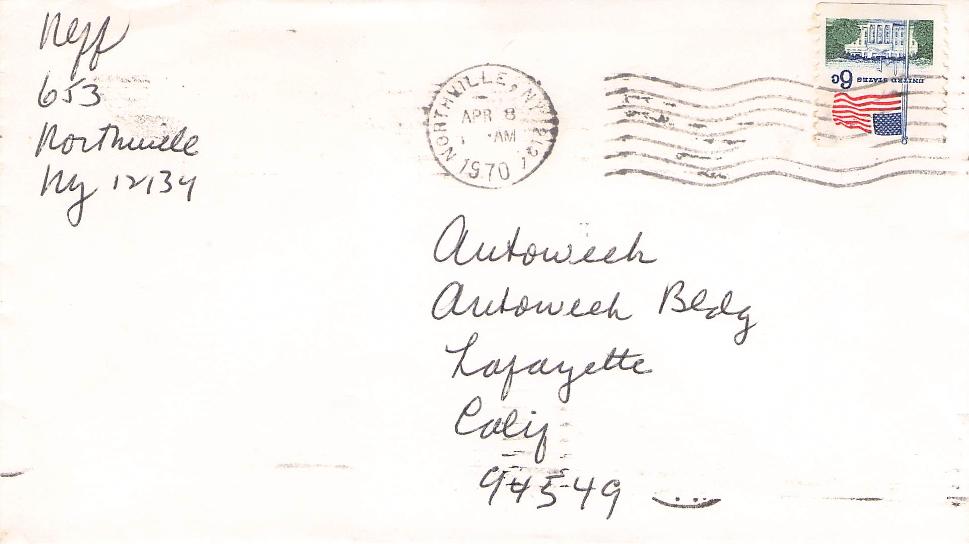 Neff
653
Northville
NY 12134
NORTHVILLE, N.Y.
APR 8
AM
1970
6c
UNITED STATES
Autoweek
Autoweek Bldg
Lafayette
Calif
94549